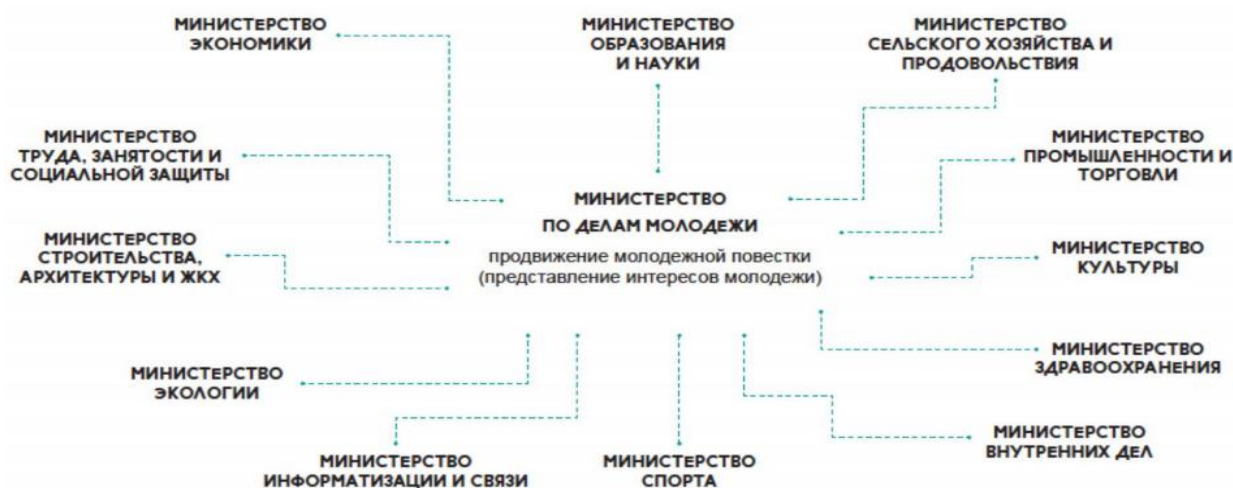 МИНИСТЕРСТВО
ЭКОНОМИКИ
МИНИСТЕРСТВО
ОБРАЗОВАНИЯ
И НАУКИ
МИНИСТЕРСТВО
СЕЛЬСКОГО ХОЗЯЙСТВА И
ПРОДОВОЛЬСТВИЯ
МИНИСТЕРСТВО
ТРУДА, ЗАНЯТОСТИ И
СОЦИАЛЬНОЙ ЗАЩИТЫ
МИНИСТЕРСТВО
ПРОМЫШЛЕННОСТИ И
ТОРГОВЛИ
МИНИСТЕРСТВО
ПО ДЕЛАМ МОЛОДЕЖИ
продвижение молодежной повестки
(представление интересов молодежи)
МИНИСТЕРСТВО
СТРОИТЕЛЬСТВА,
АРХИТЕКТУРЫ И ЖКХ
МИНИСТЕРСТВО
КУЛЬТУРЫ
МИНИСТЕРСТВО
ЗДРАВООХРАНЕНИЯ
МИНИСТЕРСТВО
ЭКОЛОГИИ
МИНИСТЕРСТВО
ВНУТРЕННИХ ДЕЛ
МИНИСТЕРСТВО
ИНФОРМАТИЗАЦИИ И СВЯЗИ
МИНИСТЕРСТВО
СПОРТА